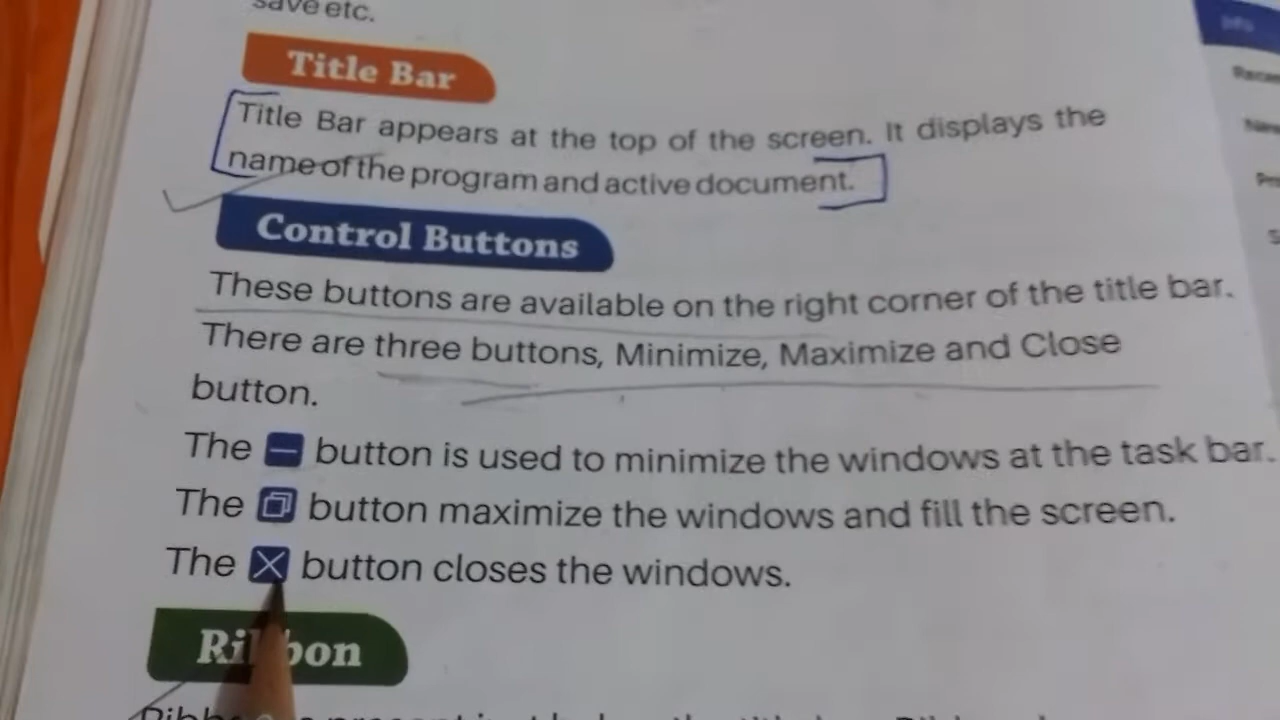 save etc.
Title Bar
Title Bar appears at the top of the screen. It displays the
name of the program and active document.
Control Buttons
These buttons are available on the right corner of the title bar.
There are three buttons, Minimize, Maximize and Close
button.
The button is used to minimize the windows at the task bar.
The button maximize the windows and fill the screen.
The button closes the windows.
Ribbon